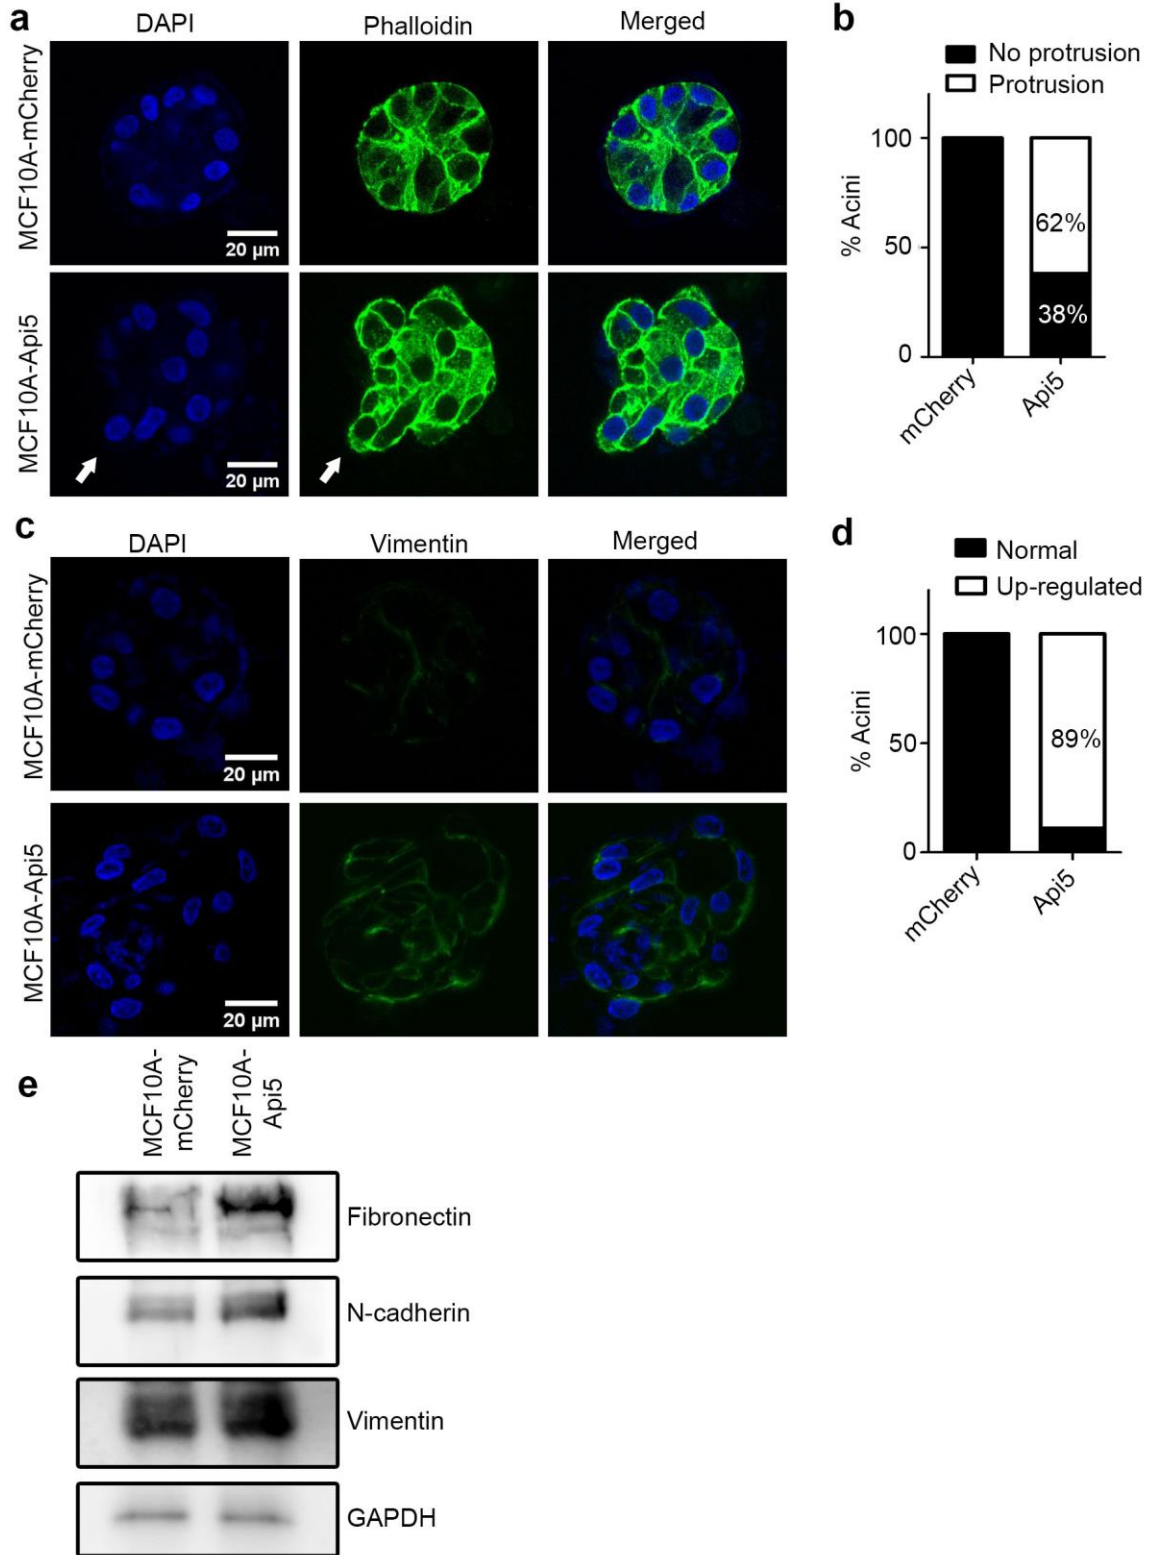 a
DAPI
Phalloidin
Merged
MCF10A-mCherry
20 µm
MCF10A-Api5
20 µm
b
No protrusion
Protrusion
% Acini
100
50
0
62%
38%
mCherry
Api5
c
DAPI
Vimentin
Merged
MCF10A-mCherry
20 µm
MCF10A-Api5
20 µm
d
Normal
Up-regulated
% Acini
100
50
0
89%
mCherry
Api5
e
MCF10A-
mCherry
MCF10A-
Api5
Fibronectin
N-cadherin
Vimentin
GAPDH